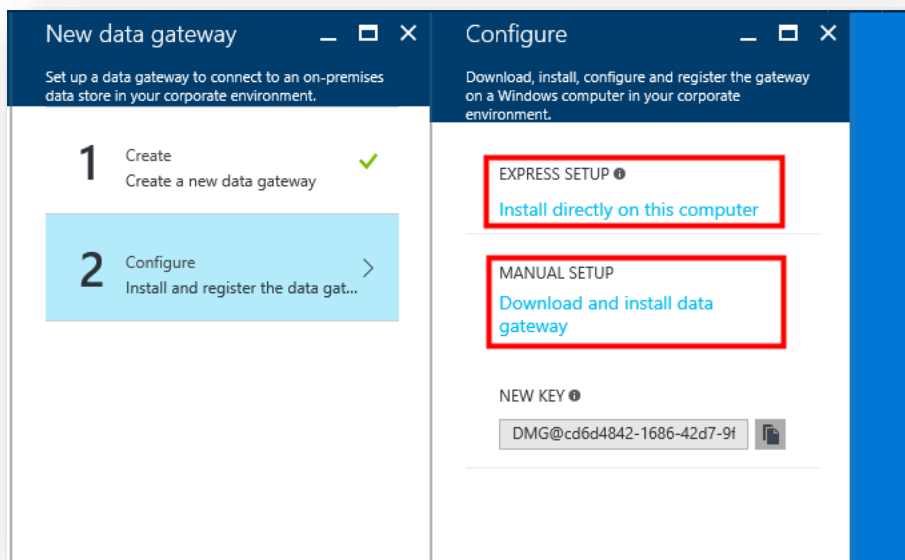 New data gateway
Set up a data gateway to connect to an on-premises
data store in your corporate environment.
1
Create
Create a new data gateway
2
Configure
Install and register the data gat...
Configure
Download, install, configure and register the gateway
on a Windows computer in your corporate
environment.
EXPRESS SETUP
Install directly on this computer
MANUAL SETUP
Download and install data
gateway
NEW KEY
DMG@cd6d4842-1686-42d7-9f